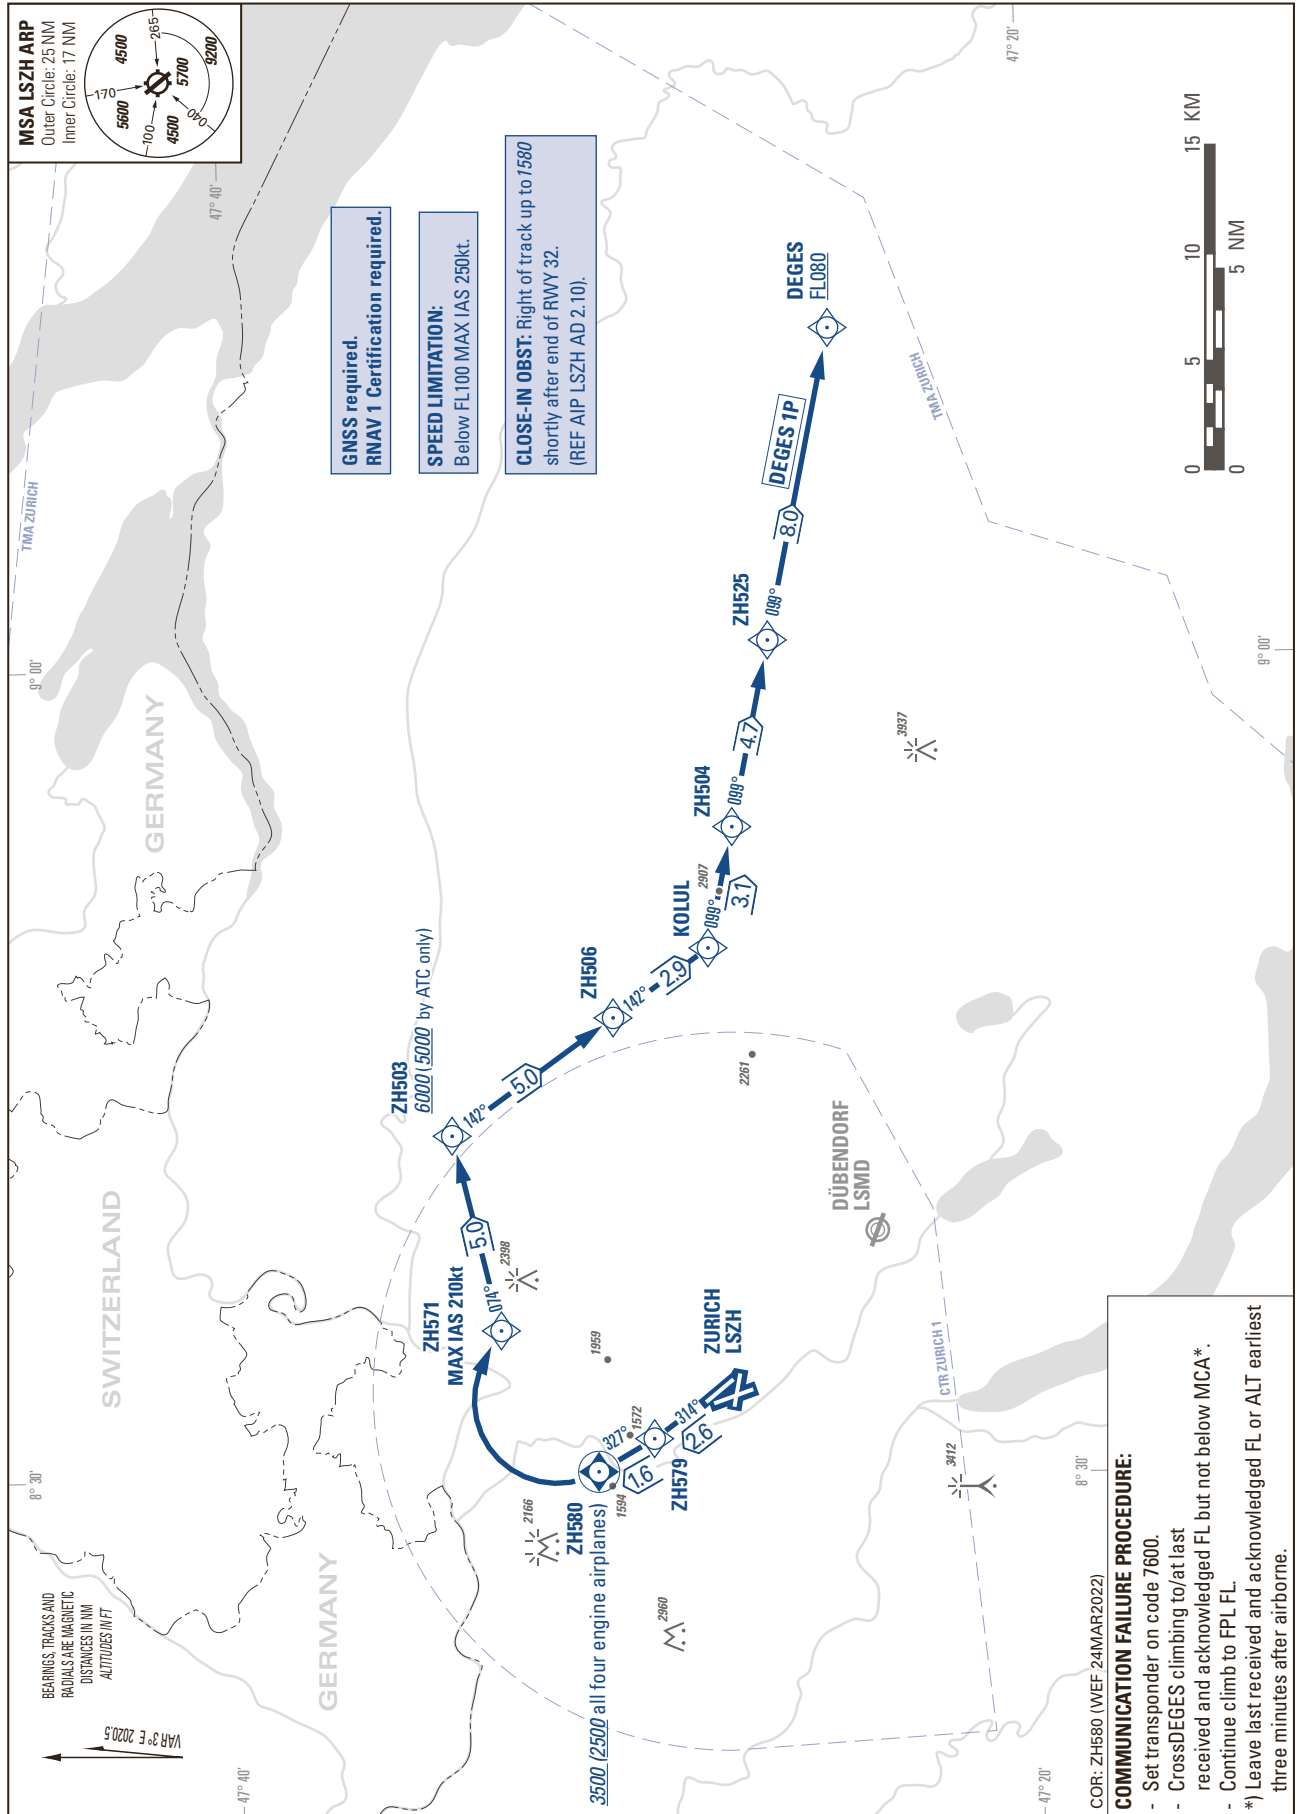 MSA LSZH ARP
Outer Circle: 25 NM
Inner Circle: 17 NM
170
265
100
040
5600
4500
4500
5700
9200
BEARINGS, TRACKS AND
RADIALS ARE MAGNETIC
DISTANCES IN NM
ALTITUDES IN FT
VAR 3° E 2020.5
8° 30'
9° 00'
47° 40'
47° 40'
47° 20'
47° 20'
8° 30'
9° 00'
TMA ZURICH
TMA ZURICH
CTR ZURICH 1
GERMANY
SWITZERLAND
GERMANY
GNSS required.
RNAV 1 Certification required.
SPEED LIMITATION:
Below FL100 MAX IAS 250kt.
CLOSE-IN OBST: Right of track up to 1580
shortly after end of RWY 32.
(REF AIP LSZH AD 2.10).
ZURICH
LSZH
314°
2.6
ZH579
327°
1.6
ZH580
3500 (2500 all four engine airplanes)
ZH571
MAX IAS 210kt
074°
5.0
ZH503
6000 (5000 by ATC only)
142°
5.0
ZH506
142°
2.9
KOLUL
099°
3.1
ZH504
099°
4.7
ZH525
099°
8.0
DEGES 1P
DEGES
FL080
2166
2960
1594
1572
1959
2398
2261
2907
3937
3412
DÜBENDORF
LSMD
0
5
10
15 KM
0
5 NM
COR: ZH580 (WEF 24MAR2022)
COMMUNICATION FAILURE PROCEDURE:
- Set transponder on code 7600.
- CrossDEGES climbing to/at last
received and acknowledged FL but not below MCA*.
- Continue climb to FPL FL.
*) Leave last received and acknowledged FL or ALT earliest
three minutes after airborne.